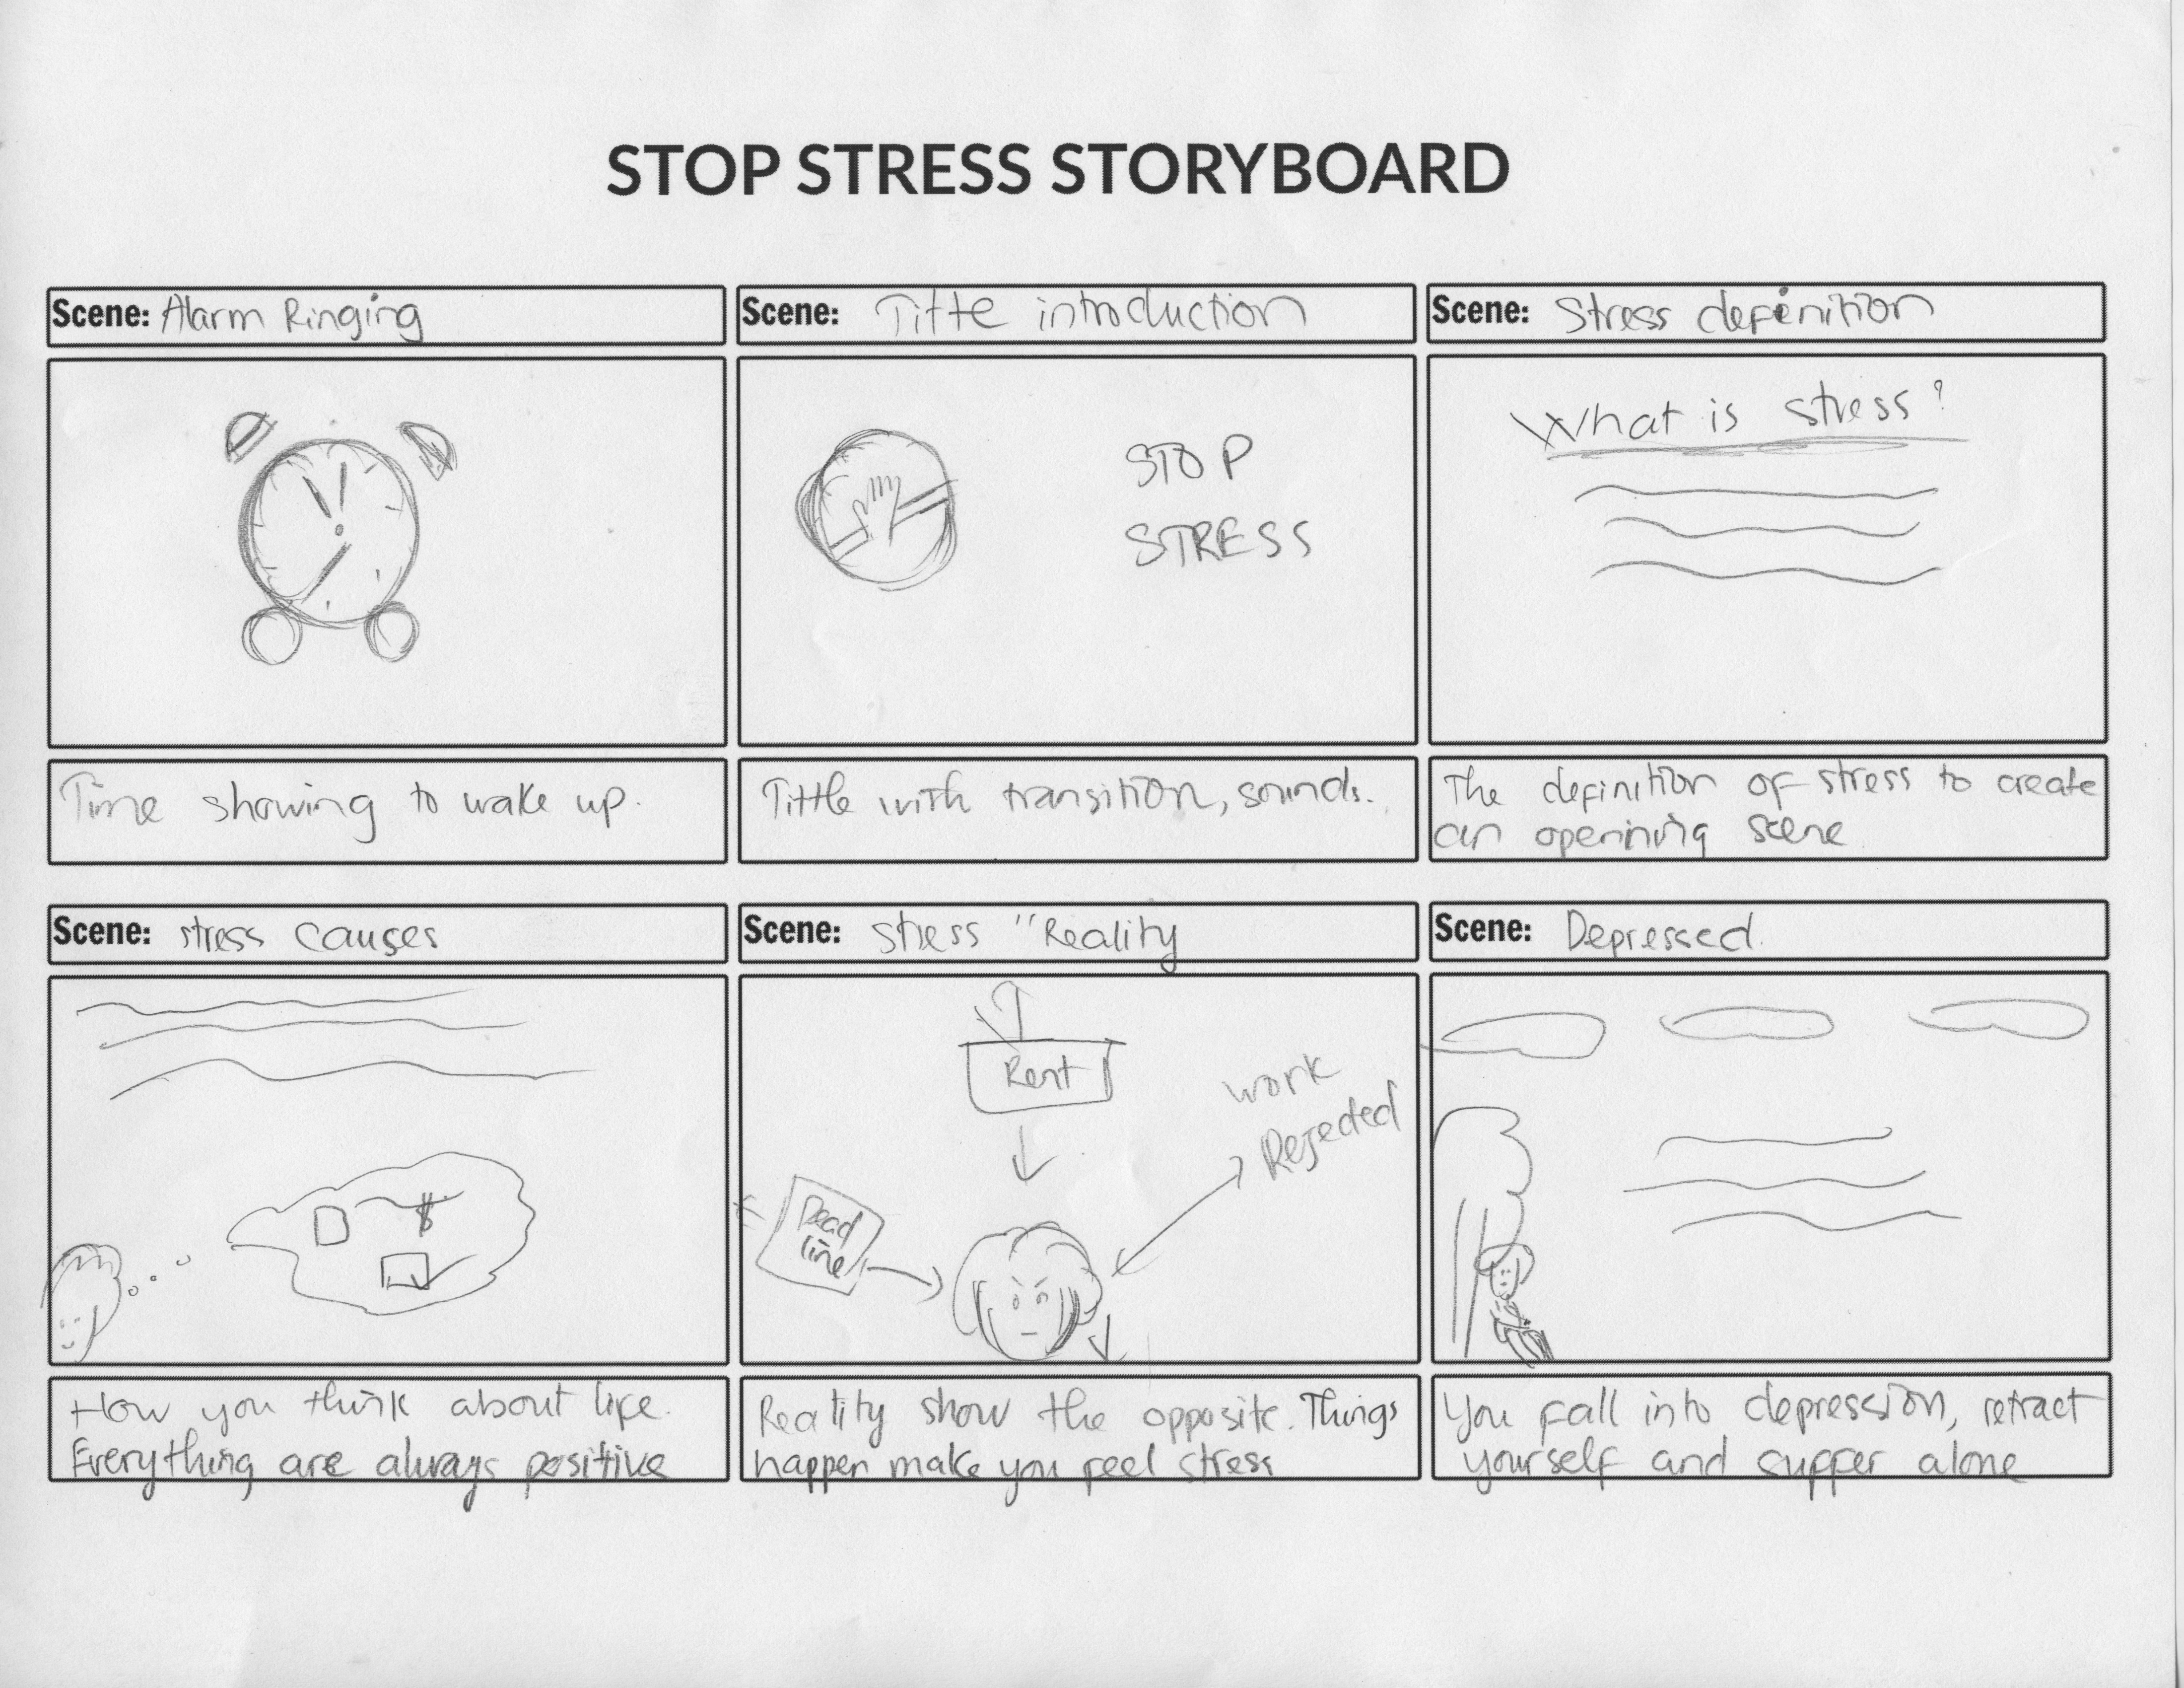 STOP STRESS STORYBOARD
Scene: Alarm Ringing
Scene: Tittle introduction
Scene: Stress definition
STOP
STRESS
What is stress?
Time showing to wake up.
Tittle with transition, sounds.
The definition of stress to create
an openining scene
Scene: stress causes
Scene: Stress "Reality
Scene: Depressed.
$
Rent
Work
Rejected
Dead
line
How you think about life.
Everything are always positive
Reality show the opposite. Things
happen make you feel stress
You fall into depression, retract
yourself and suffer alone